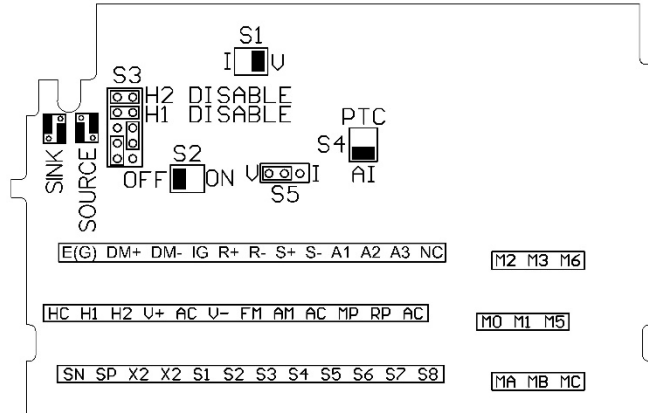 S1
I V
S3
H2 DISABLE
H1 DISABLE
PTC
S4
AI
SINK
SOURCE
S2
OFF ON
V I
S5
E(G) DM+ DM- IG R+ R- S+ S- A1 A2 A3 NC
M2 M3 M6
HC H1 H2 V+ AC V- FM AM AC MP RP AC
M0 M1 M5
SN SP X2 X2 S1 S2 S3 S4 S5 S6 S7 S8
MA MB MC